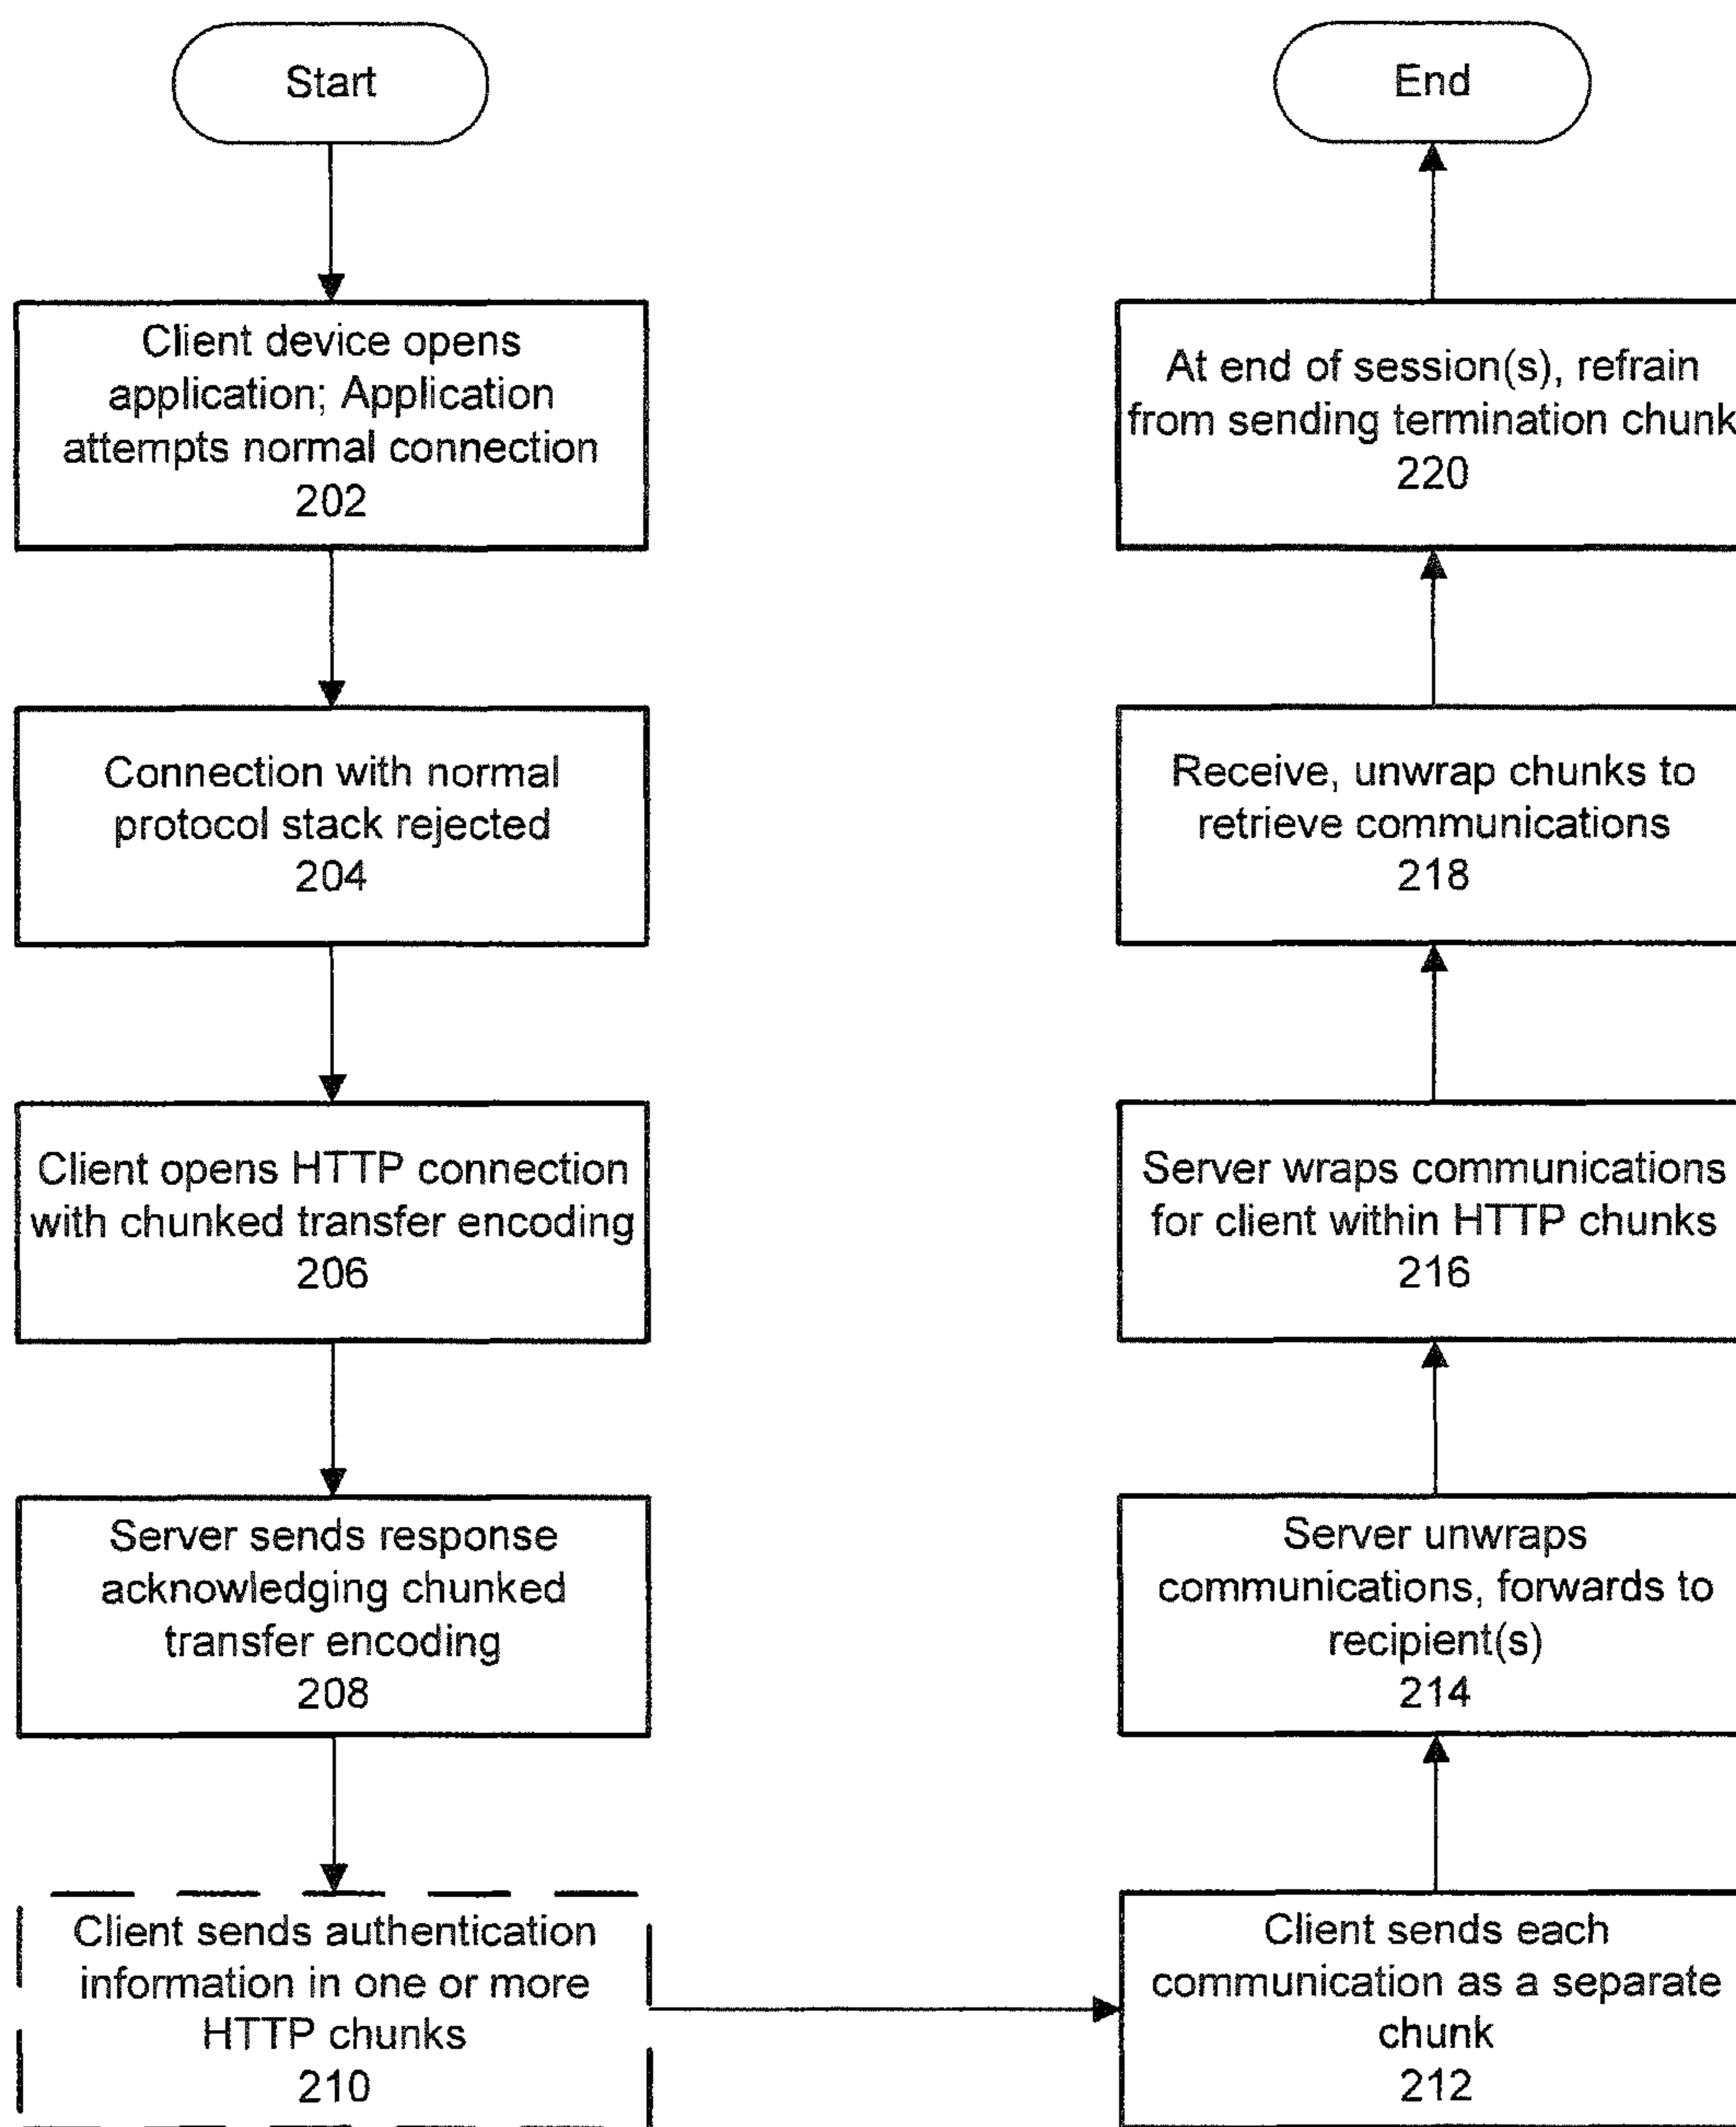 Start
Client device opens
application; Application
attempts normal connection
202
Connection with normal
protocol stack rejected
204
Client opens HTTP connection
with chunked transfer encoding
206
Server sends response
acknowledging chunked
transfer encoding
208
Client sends authentication
information in one or more
HTTP chunks
210
Client sends each
communication as a separate
chunk
212
Server unwraps
communications, forwards to
recipient(s)
214
Server wraps communications
for client within HTTP chunks
216
Receive, unwrap chunks to
retrieve communications
218
At end of session(s), refrain
from sending termination chunk
220
End